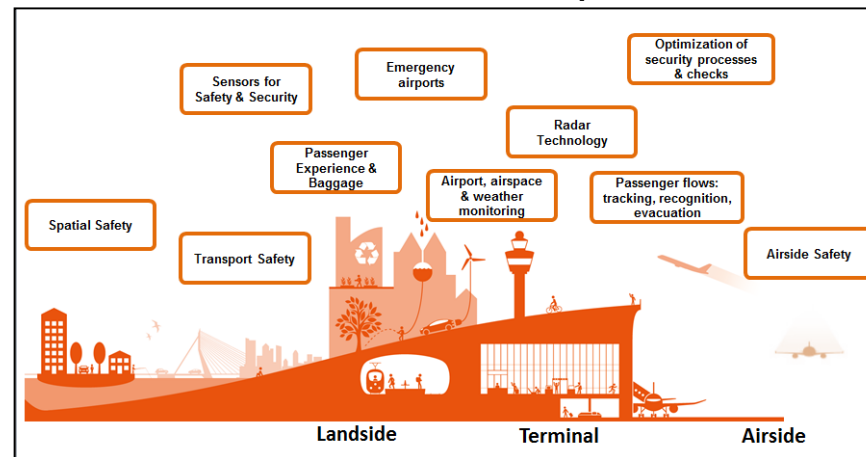 Optimization of
security processes
& checks
Emergency
airports
Sensors for
Safety & Security
Radar
Technology
Passenger
Experience &
Baggage
Airport, airspace
& weather
monitoring
Passenger flows:
tracking, recognition,
evacuation
Spatial Safety
Transport Safety
Airside Safety
Landside
Terminal
Airside